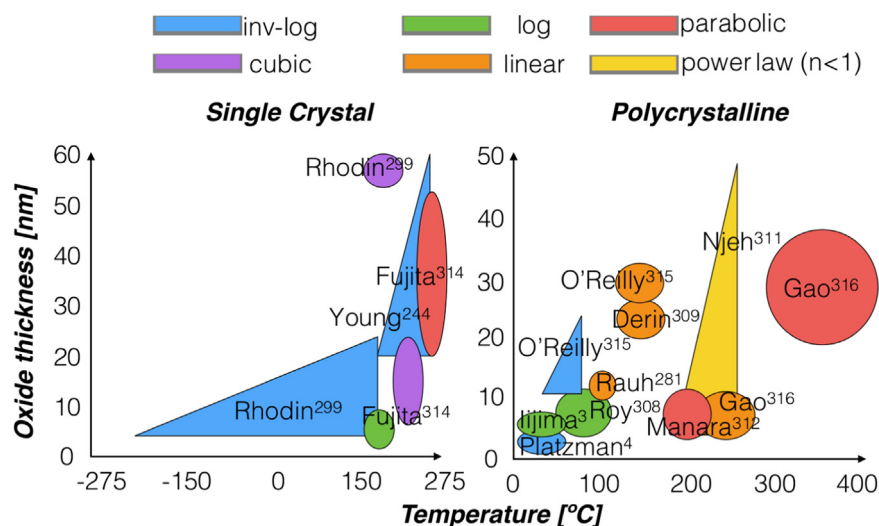 inv-log log parabolic
cubic linear power law (n<1)
Single Crystal Polycrystalline
Oxide thickness [nm]
60
50
40
30
20
10
0
-275 -150 0 150 275
Rhodin299
Fujita314
Young244
Rhodin299
Fujita314
50
40
30
20
10
0
0 100 200 300 400
Njeh311
O'Reilly315
Gao316
Derin309
O'Reilly315
Rauh281
Gao316
Iijima3
Roy308
Manara312
Platzman4
Temperature [ºC]